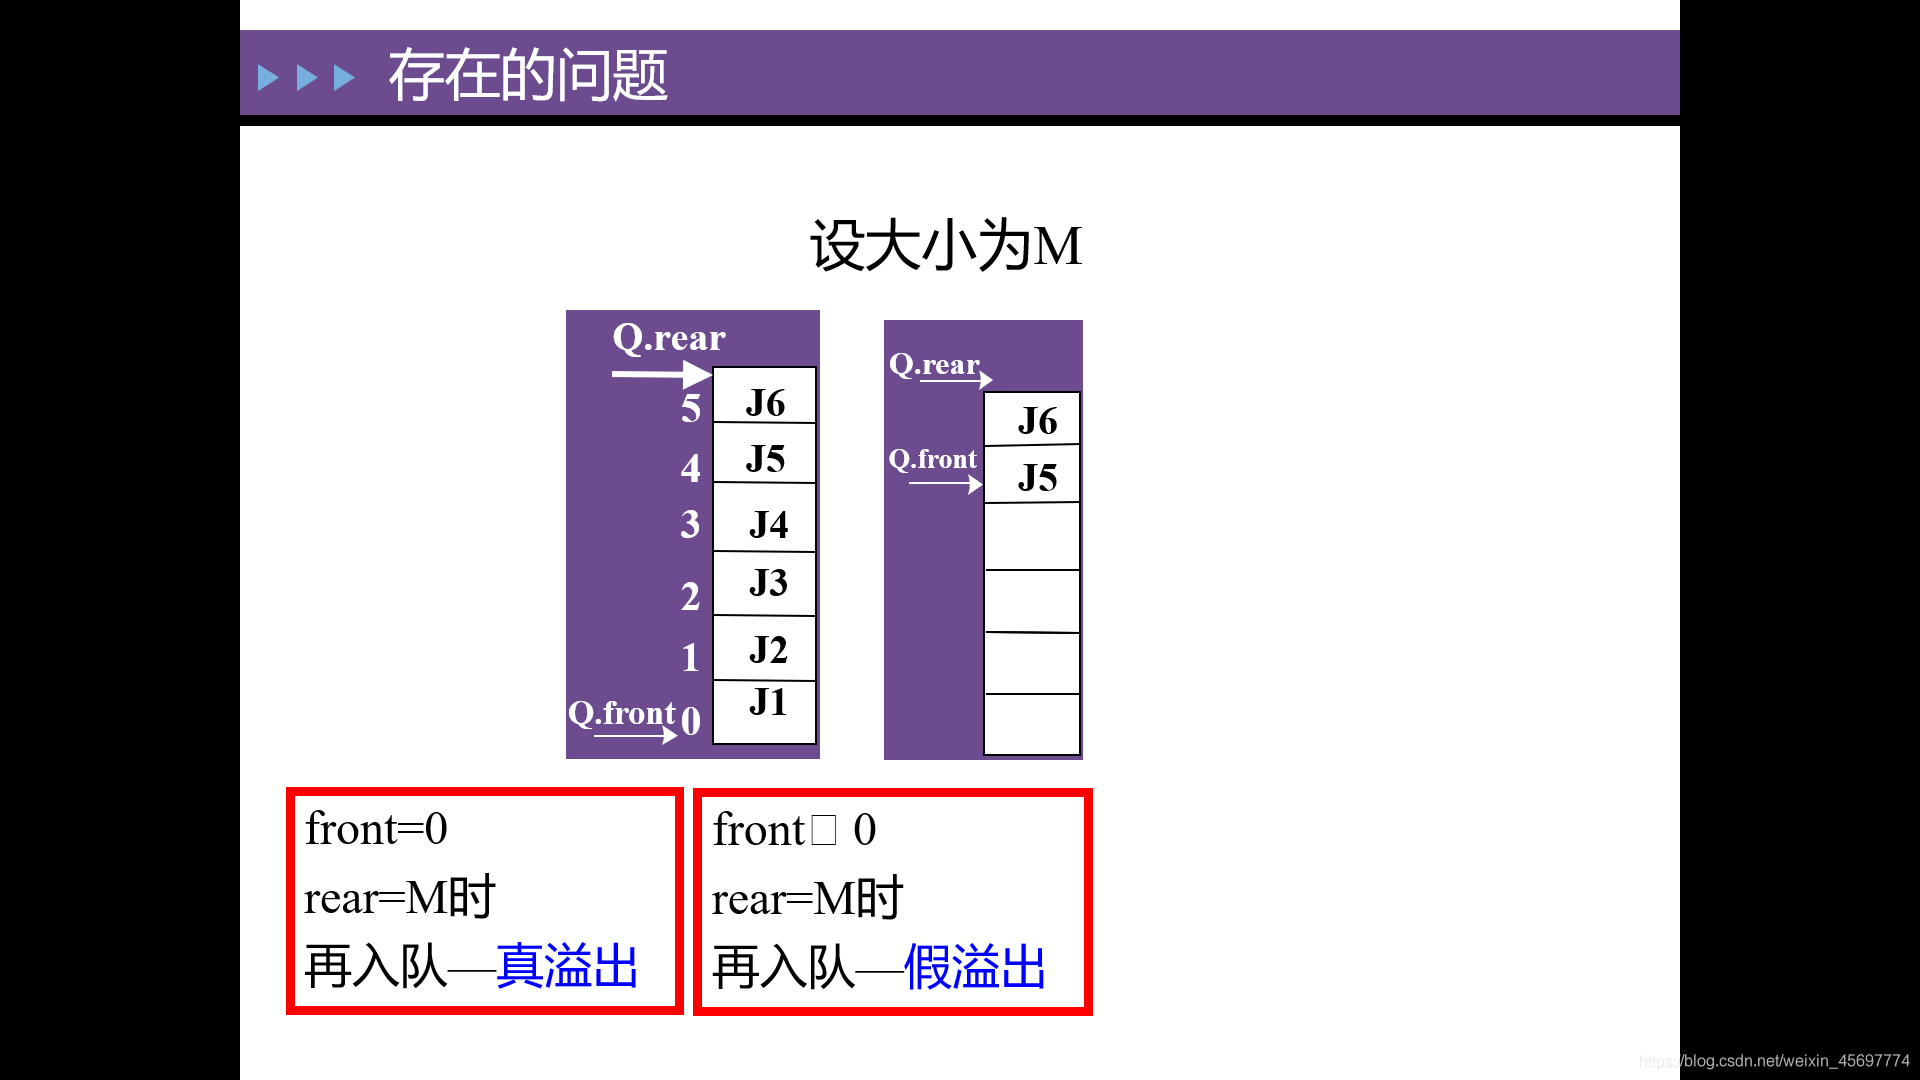 存在的问题
设大小为M
Q.rear
5 J6
4 J5
3 J4
2 J3
1 J2
Q.front 0 J1
Q.rear
J6
Q.front
J5
front=0
rear=M时
再入队—真溢出
front□ 0
rear=M时
再入队—假溢出
https://blog.csdn.net/weixin_45697774